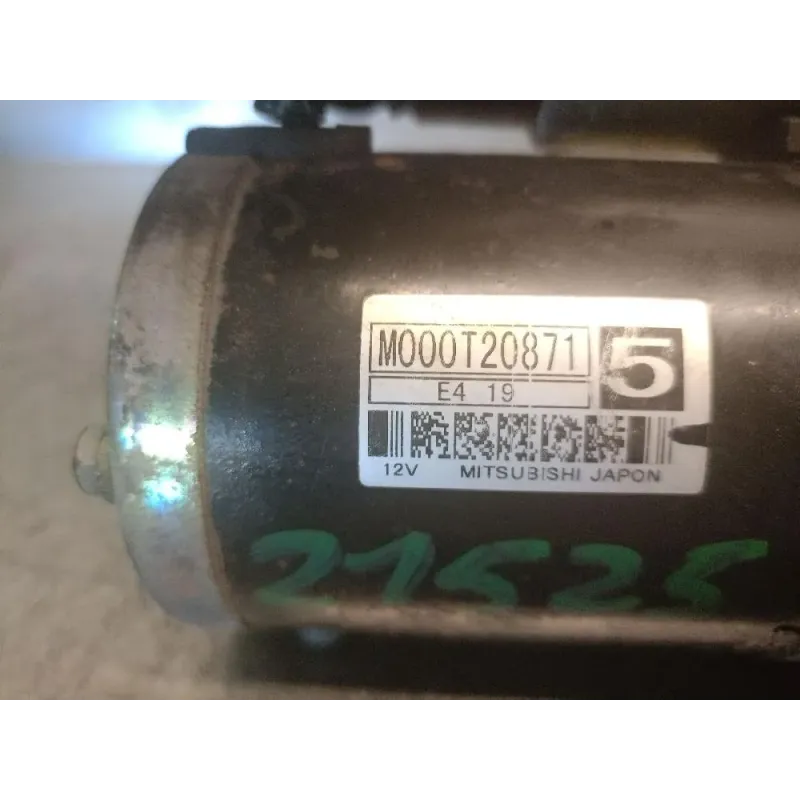 M000T20871 5
E4 19
12V MITSUBISHI JAPON
21525